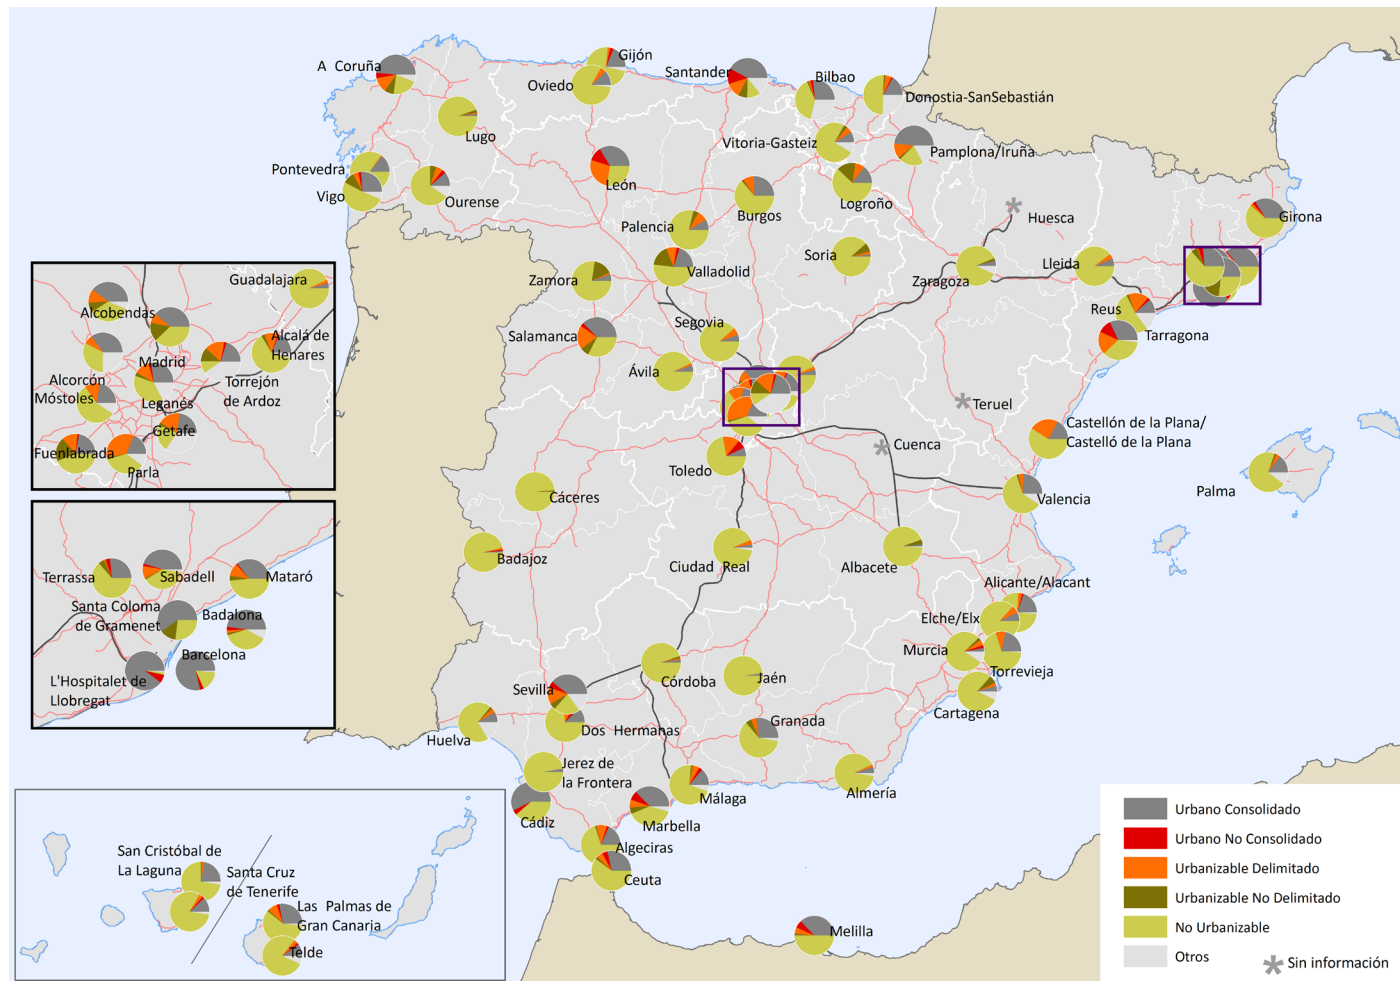 Gijón
A Coruña
Santander
Oviedo
Bilbao
Donostia-SanSebastián
Lugo
Vitoria-Gasteiz
Pamplona/Iruña
Pontevedra
León
Vigo
Ourense
Burgos
Logroño
Huesca
Girona
Palencia
Soria
Valladolid
Zamora
Zaragoza
Lleida
Reus
Tarragona
Segovia
Salamanca
Ávila
Teruel
Castellón de la Plana/
Castelló de la Plana
Cuenca
Toledo
Cáceres
Valencia
Palma
Badajoz
Ciudad Real
Albacete
Alicante/Alacant
Elche/Elx
Murcia
Torrevieja
Córdoba
Jaén
Sevilla
Cartagena
Granada
Huelva
Dos Hermanas
Jerez de
la Frontera
Málaga
Almería
Cádiz
Marbella
Algeciras
Ceuta
Melilla
Guadalajara
Alcobendas
Alcalá de
Henares
Madrid
Alcorcón
Torrejón
de Ardoz
Móstoles
Leganés
Getafe
Fuenlabrada
Parla
Terrassa
Sabadell
Mataró
Santa Coloma
de Gramenet
Badalona
Barcelona
L'Hospitalet de
Llobregat
San Cristóbal de
La Laguna
Santa Cruz
de Tenerife
Las Palmas de
Gran Canaria
Telde
Urbano Consolidado
Urbano No Consolidado
Urbanizable Delimitado
Urbanizable No Delimitado
No Urbanizable
Otros
Sin información